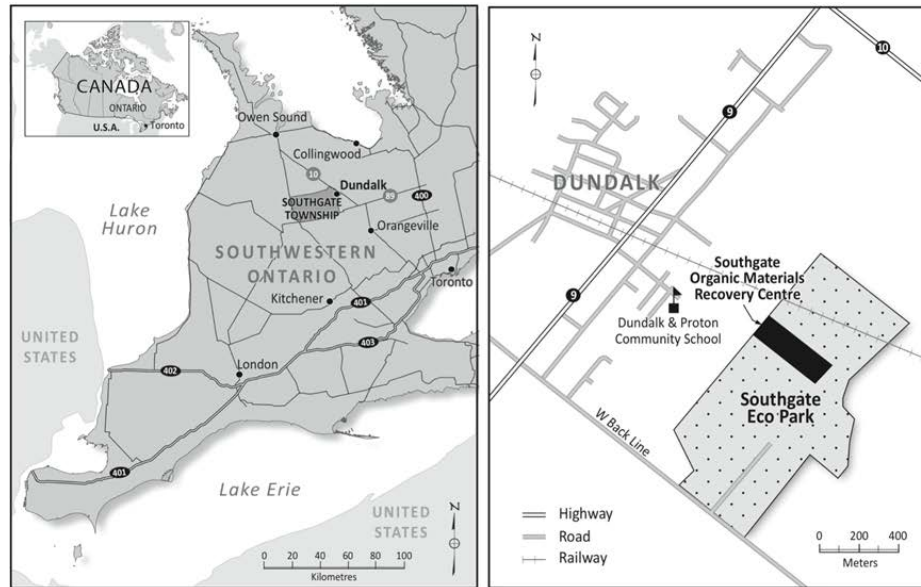 CANADA
ONTARIO
U.S.A.
Toronto
Owen Sound
Collingwood
10
Dundalk
89
400
SOUTHGATE
TOWNSHIP
Orangeville
Lake
Huron
SOUTHWESTERN
ONTARIO
Toronto
Kitchener
401
UNITED
STATES
403
London
402
401
Lake Erie
UNITED
STATES
N
0 20 40 60 80 100
Kilometres
N
10
9
DUNDALK
Southgate
Organic Materials
Recovery Centre
9
Dundalk & Proton
Community School
Southgate
Eco Park
W Back Line
Highway
Road
Railway
0 200 400
Meters